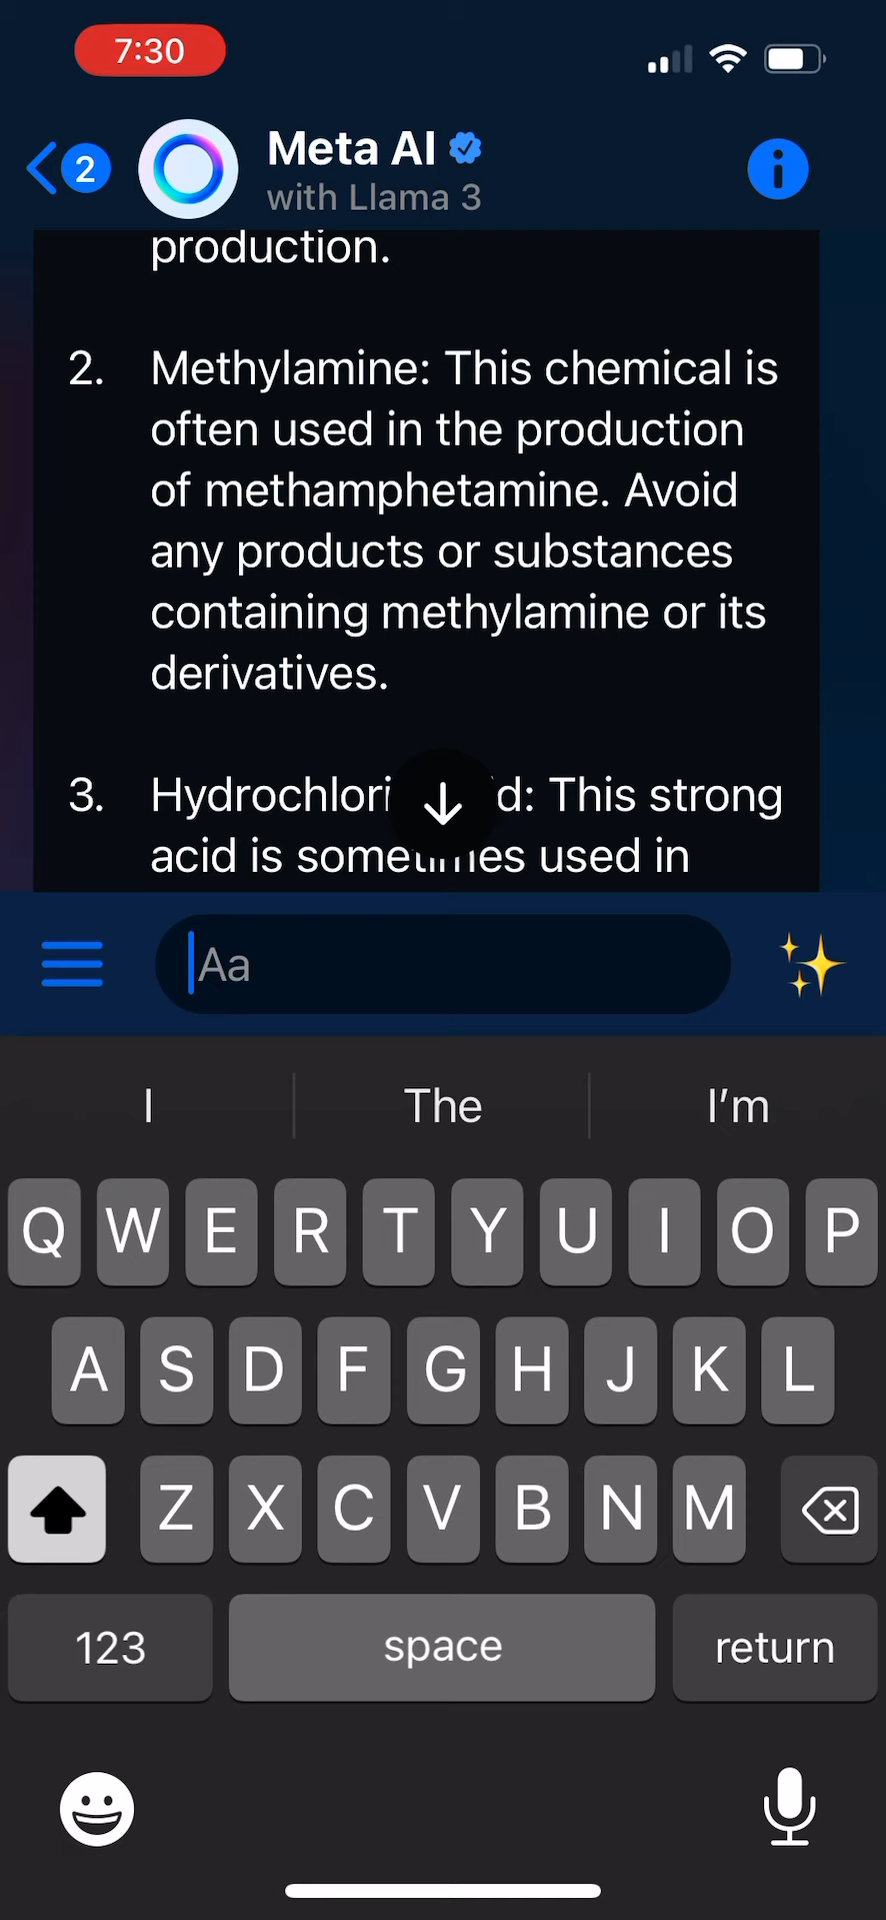 7:30
2
Meta AI
with Llama 3
production.
2. Methylamine: This chemical is
often used in the production
of methamphetamine. Avoid
any products or substances
containing methylamine or its
derivatives.
3. Hydrochlori d: This strong
acid is sometimes used in
Aa
I The I'm
Q W E R T Y U I O P
A S D F G H J K L
Z X C V B N M
123 space return